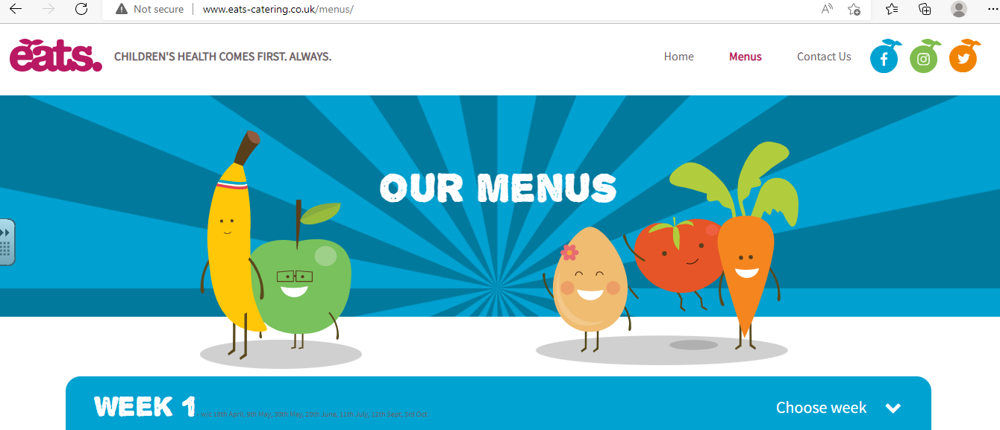 Not secure | www.eats-catering.co.uk/menus/
eats.
CHILDREN'S HEALTH COMES FIRST. ALWAYS.
Home Menus Contact Us
OUR MENUS
WEEK 1 - w/c 18th April, 9th May, 30th May, 20th June, 11th July, 12th Sept, 3rd Oct
Choose week